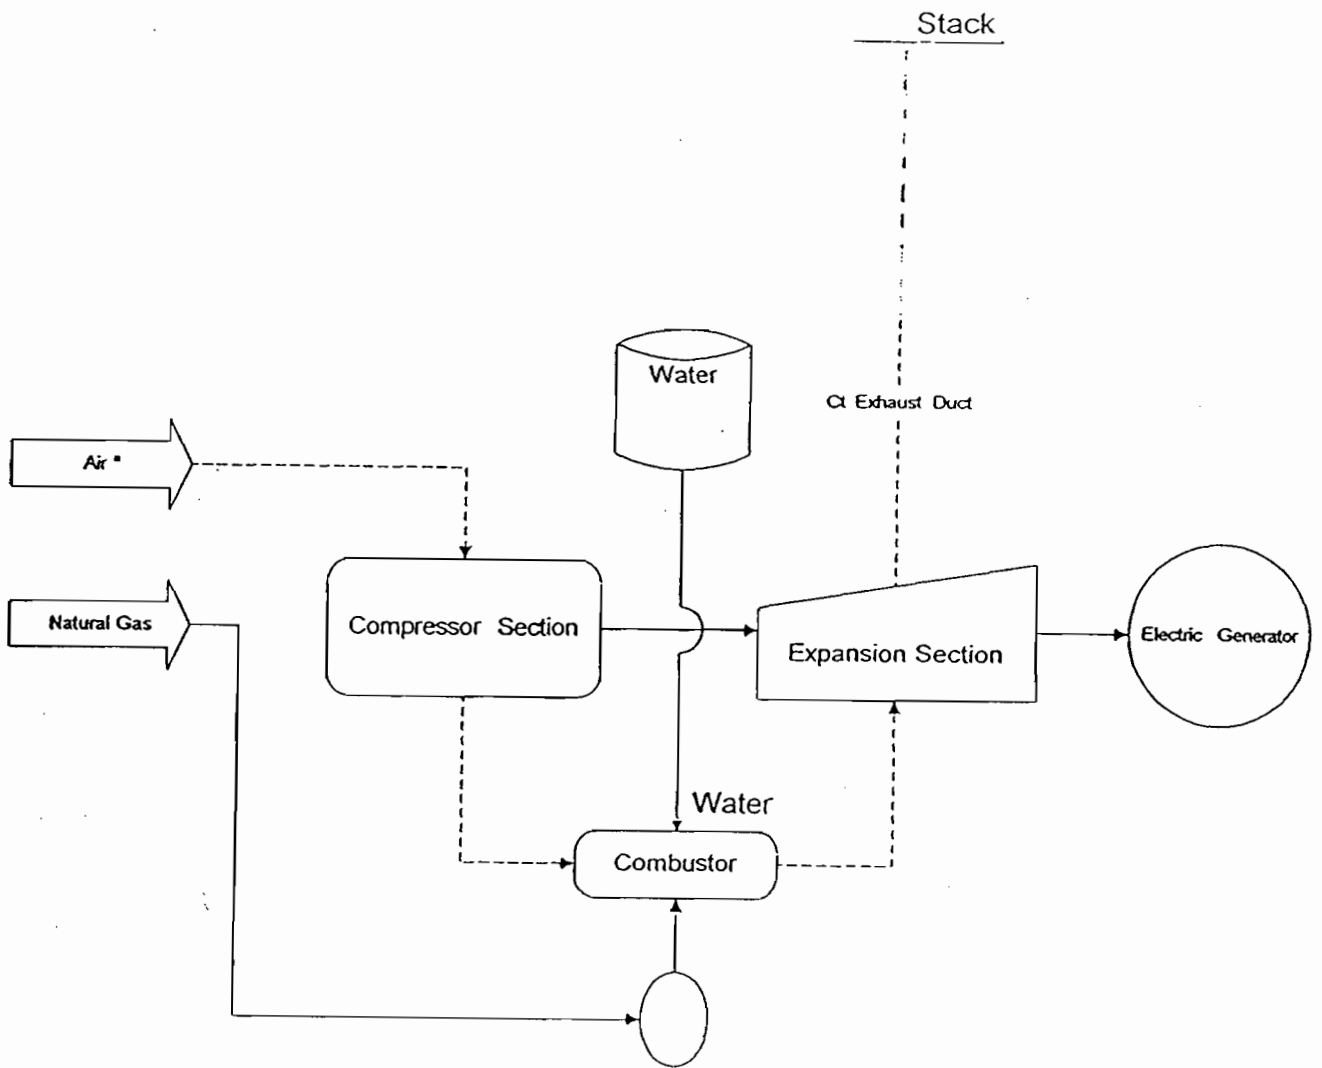 Stack
Water
Ct Exhaust Duct
Air *
Natural Gas
Compressor Section
Expansion Section
Electric Generator
Water
Combustor